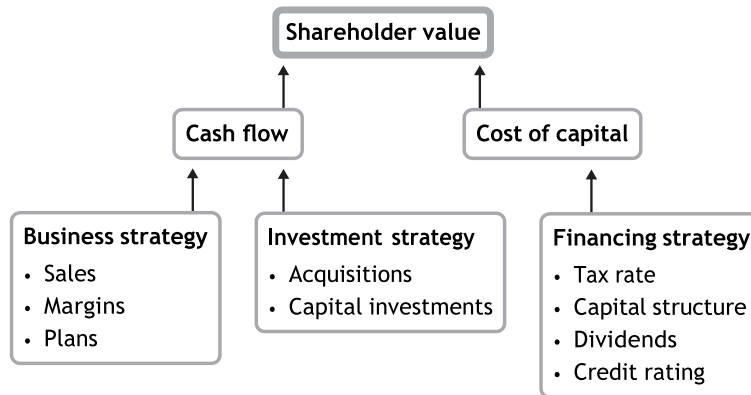 Shareholder value
Cash flow
Cost of capital
Business strategy
• Sales
• Margins
• Plans
Investment strategy
• Acquisitions
• Capital investments
Financing strategy
• Tax rate
• Capital structure
• Dividends
• Credit rating